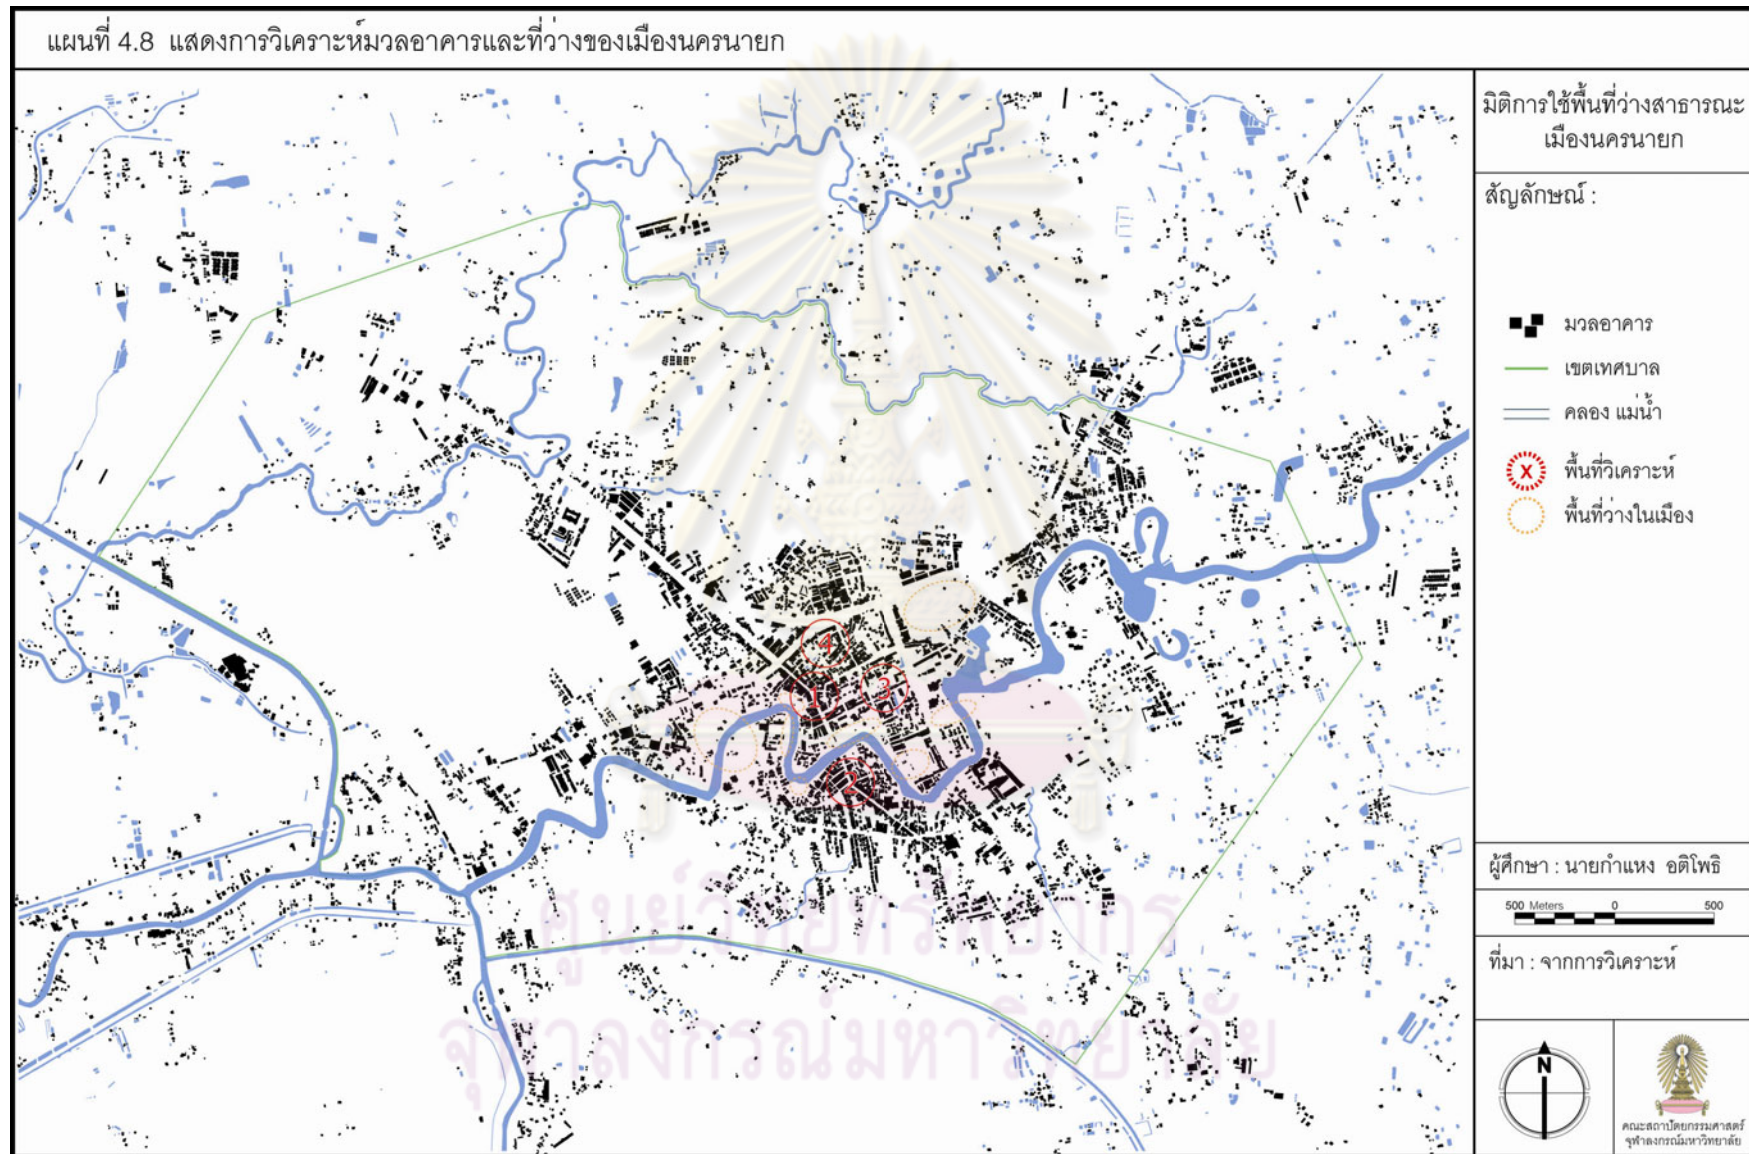 แผนที่ 4.8 แสดงการวิเคราะห์มวลอาคารและที่ว่างของเมืองนครนายก
มิติการใช้พื้นที่ว่างสาธารณะ
เมืองนครนายก
สัญลักษณ์ :
มวลอาคาร
เขตเทศบาล
คลอง แม่น้ำ
X พื้นที่วิเคราะห์
พื้นที่ว่างในเมือง
4
3
1
2
ศูนย์วิทยทรัพยากร
จุฬาลงกรณ์มหาวิทยาลัย
ผู้ศึกษา : นายกำแหง อติโพธิ
500 Meters 0 500
ที่มา : จากการวิเคราะห์
N
คณะสถาปัตยกรรมศาสตร์
จุฬาลงกรณ์มหาวิทยาลัย